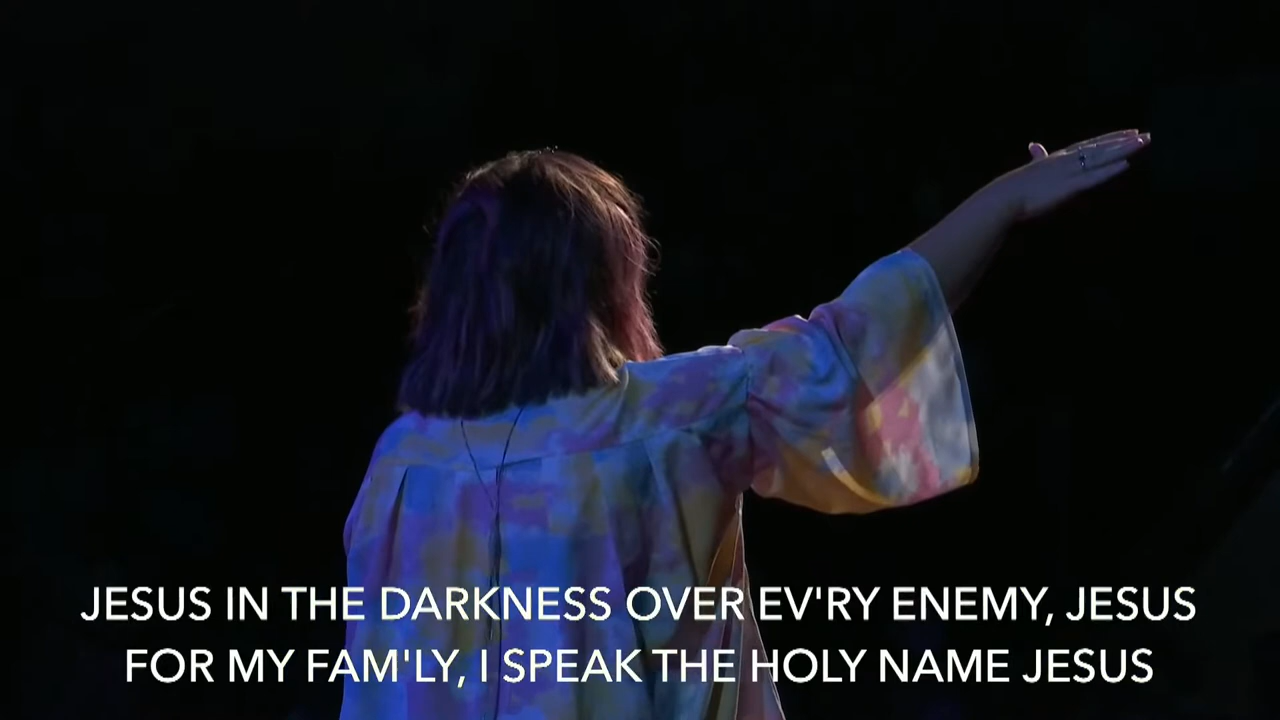 JESUS IN THE DARKNESS OVER EV'RY ENEMY, JESUS
FOR MY FAM'LY, I SPEAK THE HOLY NAME JESUS